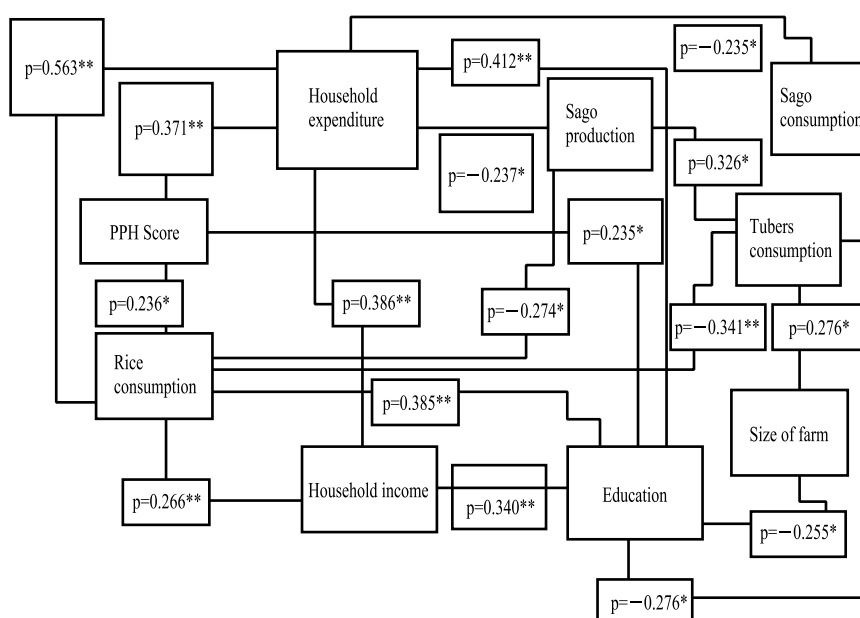 p=−0.235*
p=0.563**
p=0.412**
Household
expenditure
Sago
production
Sago
consumption
p=0.371**
p=−0.237*
p=0.326*
PPH Score
p=0.235*
Tubers
consumption
p=0.236*
p=0.386**
p=−0.274*
p=−0.341**
p=0.276*
Rice
consumption
p=0.385**
Size of farm
Household income
p=0.340**
Education
p=0.266**
p=−0.255*
p=−0.276*